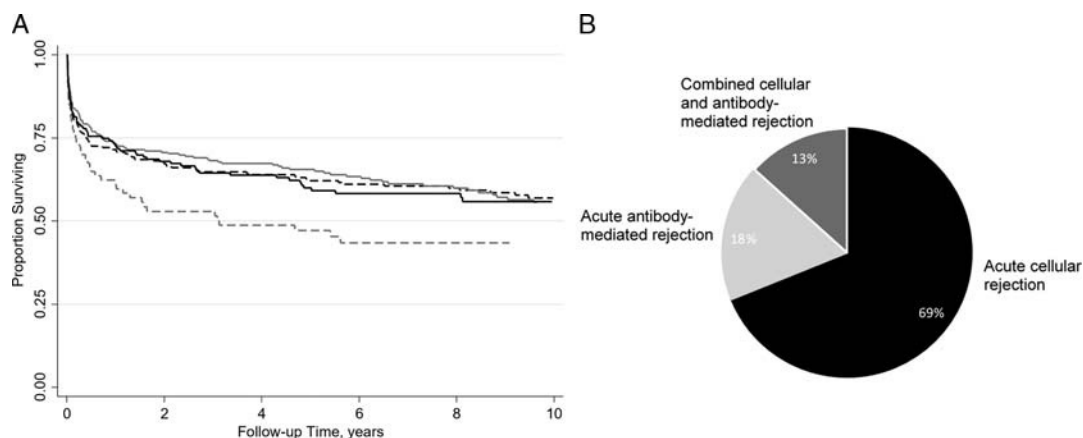 A
Proportion Surviving
1.00
0.75
0.50
0.25
0.00
0
2
4
6
8
10
Follow-up Time, years
B
Combined cellular
and antibody-
mediated rejection
13%
Acute antibody-
mediated rejection
18%
Acute cellular
rejection
69%